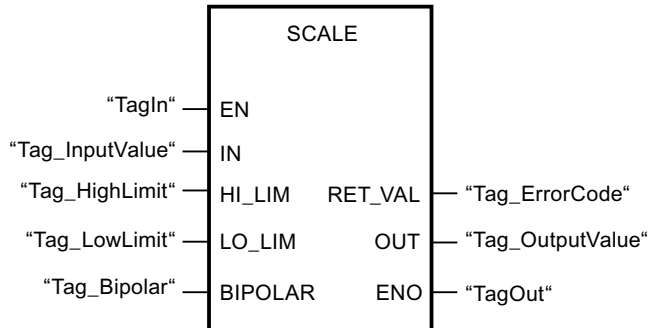 SCALE
“TagIn“ EN
“Tag_InputValue“ IN
“Tag_HighLimit“ HI_LIM RET_VAL “Tag_ErrorCode“
“Tag_LowLimit“ LO_LIM OUT “Tag_OutputValue“
“Tag_Bipolar“ BIPOLAR ENO “TagOut“